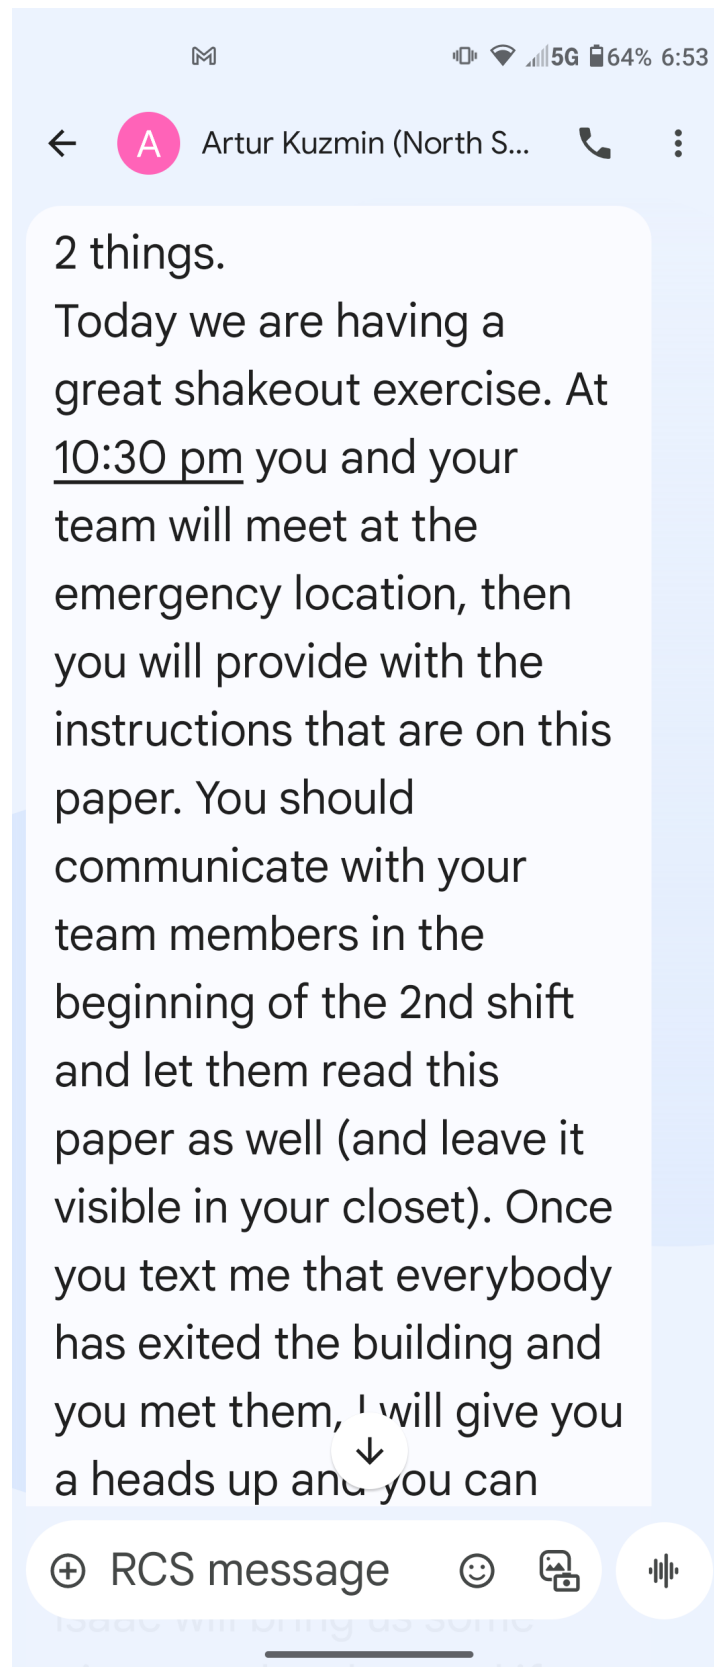 5G 64% 6:53
A Artur Kuzmin (North S...
2 things.
Today we are having a
great shakeout exercise. At
10:30 pm you and your
team will meet at the
emergency location, then
you will provide with the
instructions that are on this
paper. You should
communicate with your
team members in the
beginning of the 2nd shift
and let them read this
paper as well (and leave it
visible in your closet). Once
you text me that everybody
has exited the building and
you met them, I will give you
a heads up and you can
RCS message
Isaac will bring us some